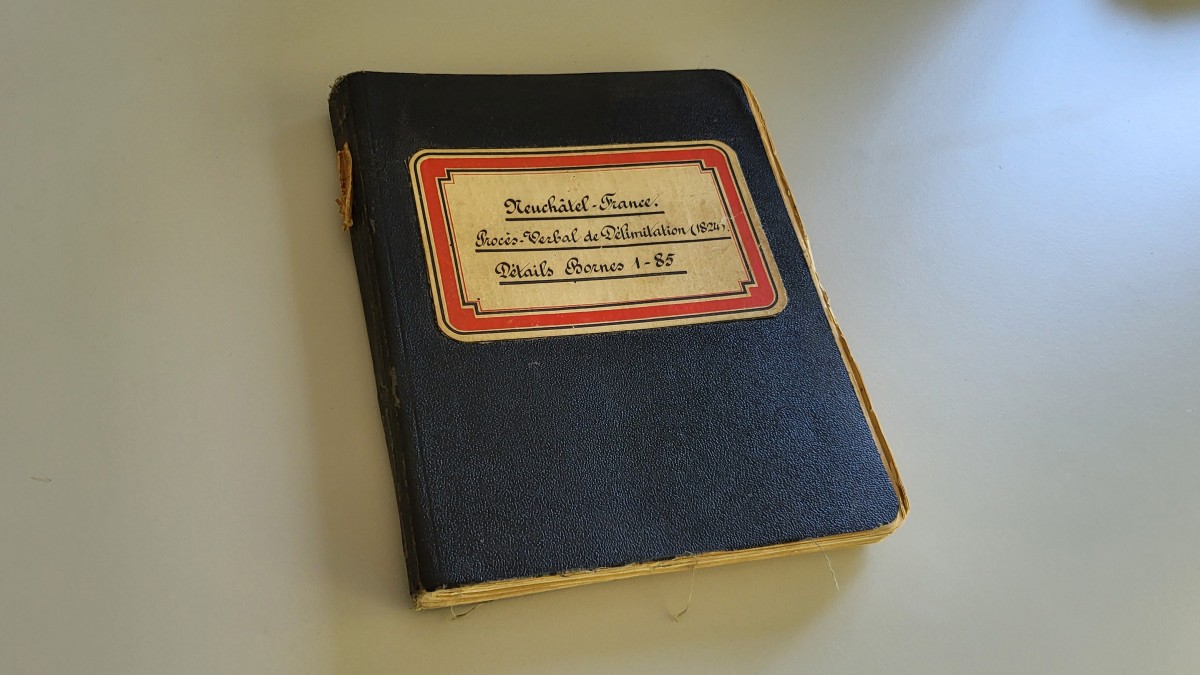 Neuchâtel-France.
Procès-Verbal de Délimitation (1824).
Détails Bornes 1-85